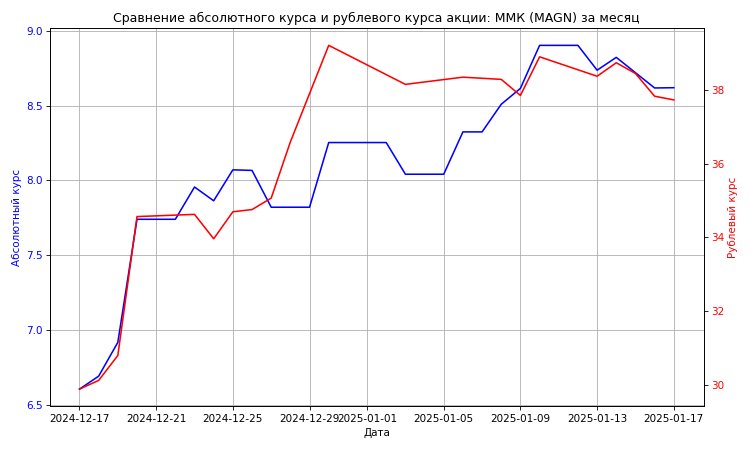 Сравнение абсолютного курса и рублевого курса акции: ММК (MAGN) за месяц
9.0
8.5
8.0
7.5
7.0
6.5
Абсолютный курс
38
36
34
32
30
Рублевый курс
2024-12-17 2024-12-21 2024-12-25 2024-12-29 2025-01-01 2025-01-05 2025-01-09 2025-01-13 2025-01-17
Дата